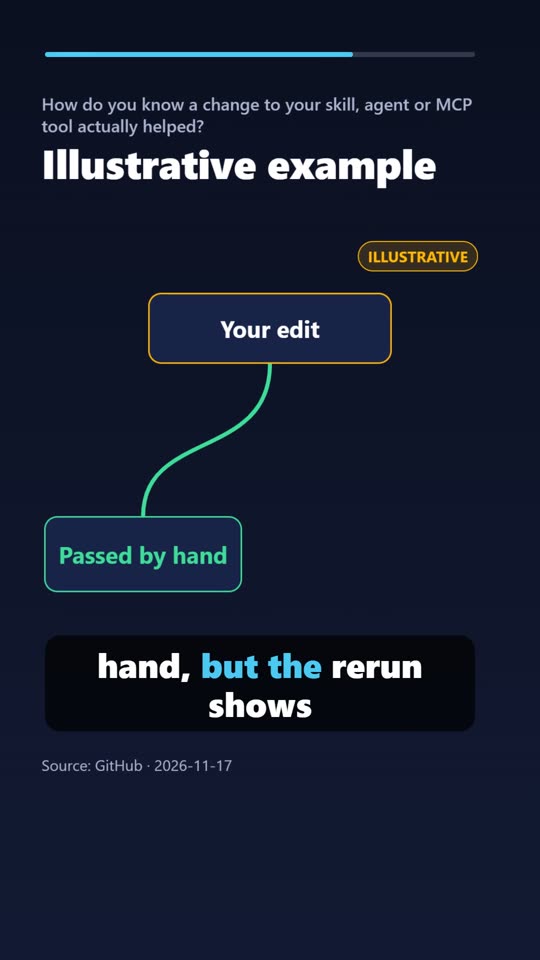 How do you know a change to your skill, agent or MCP
tool actually helped?
Illustrative example
ILLUSTRATIVE
Your edit
Passed by hand
hand, but the rerun
shows
Source: GitHub · 2026-11-17